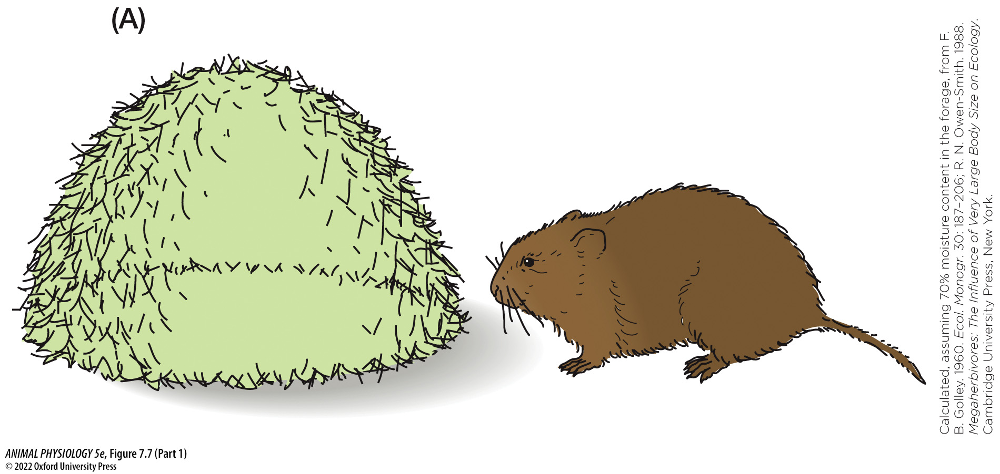 (A)
Calculated, assuming 70% moisture content in the forage, from F.
B. Golley. 1960. Ecol. Monogr. 30: 187–206; R. N. Owen-Smith. 1988.
Megaherbivores: The Influence of Very Large Body Size on Ecology.
Cambridge University Press, New York.
ANIMAL PHYSIOLOGY 5e, Figure 7.7 (Part 1)
© 2022 Oxford University Press